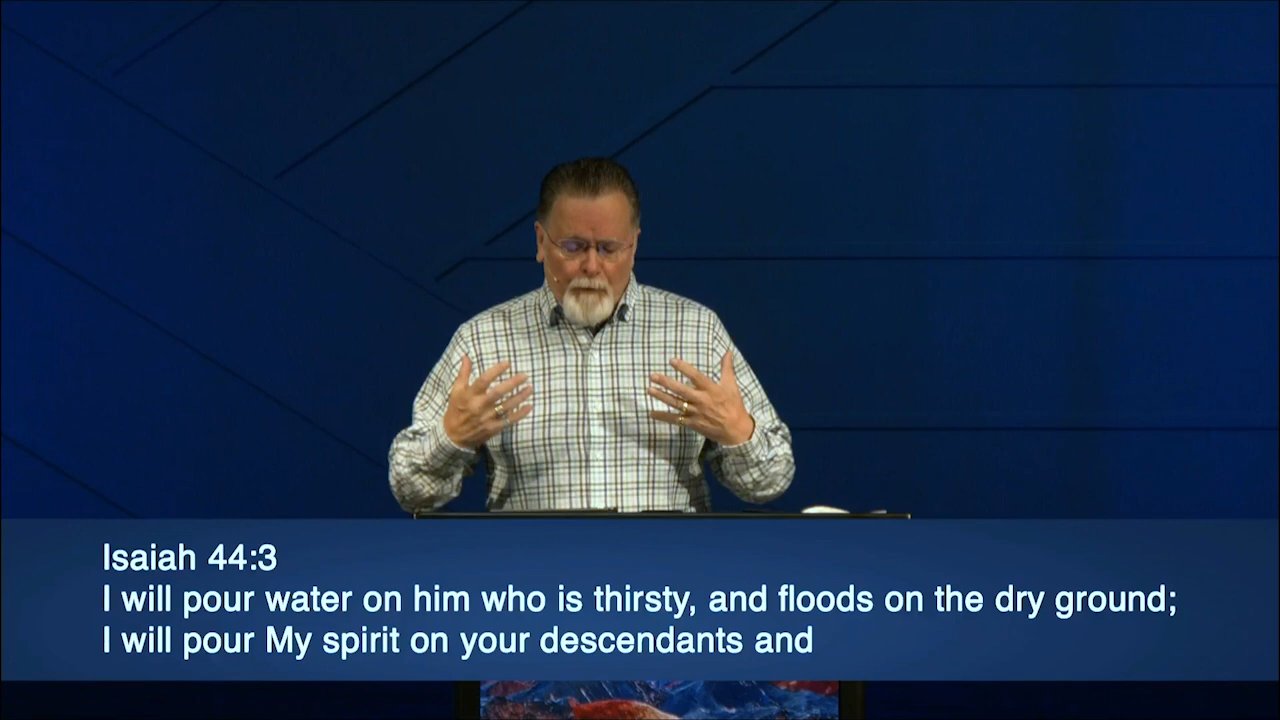 Isaiah 44:3
I will pour water on him who is thirsty, and floods on the dry ground;
I will pour My spirit on your descendants and